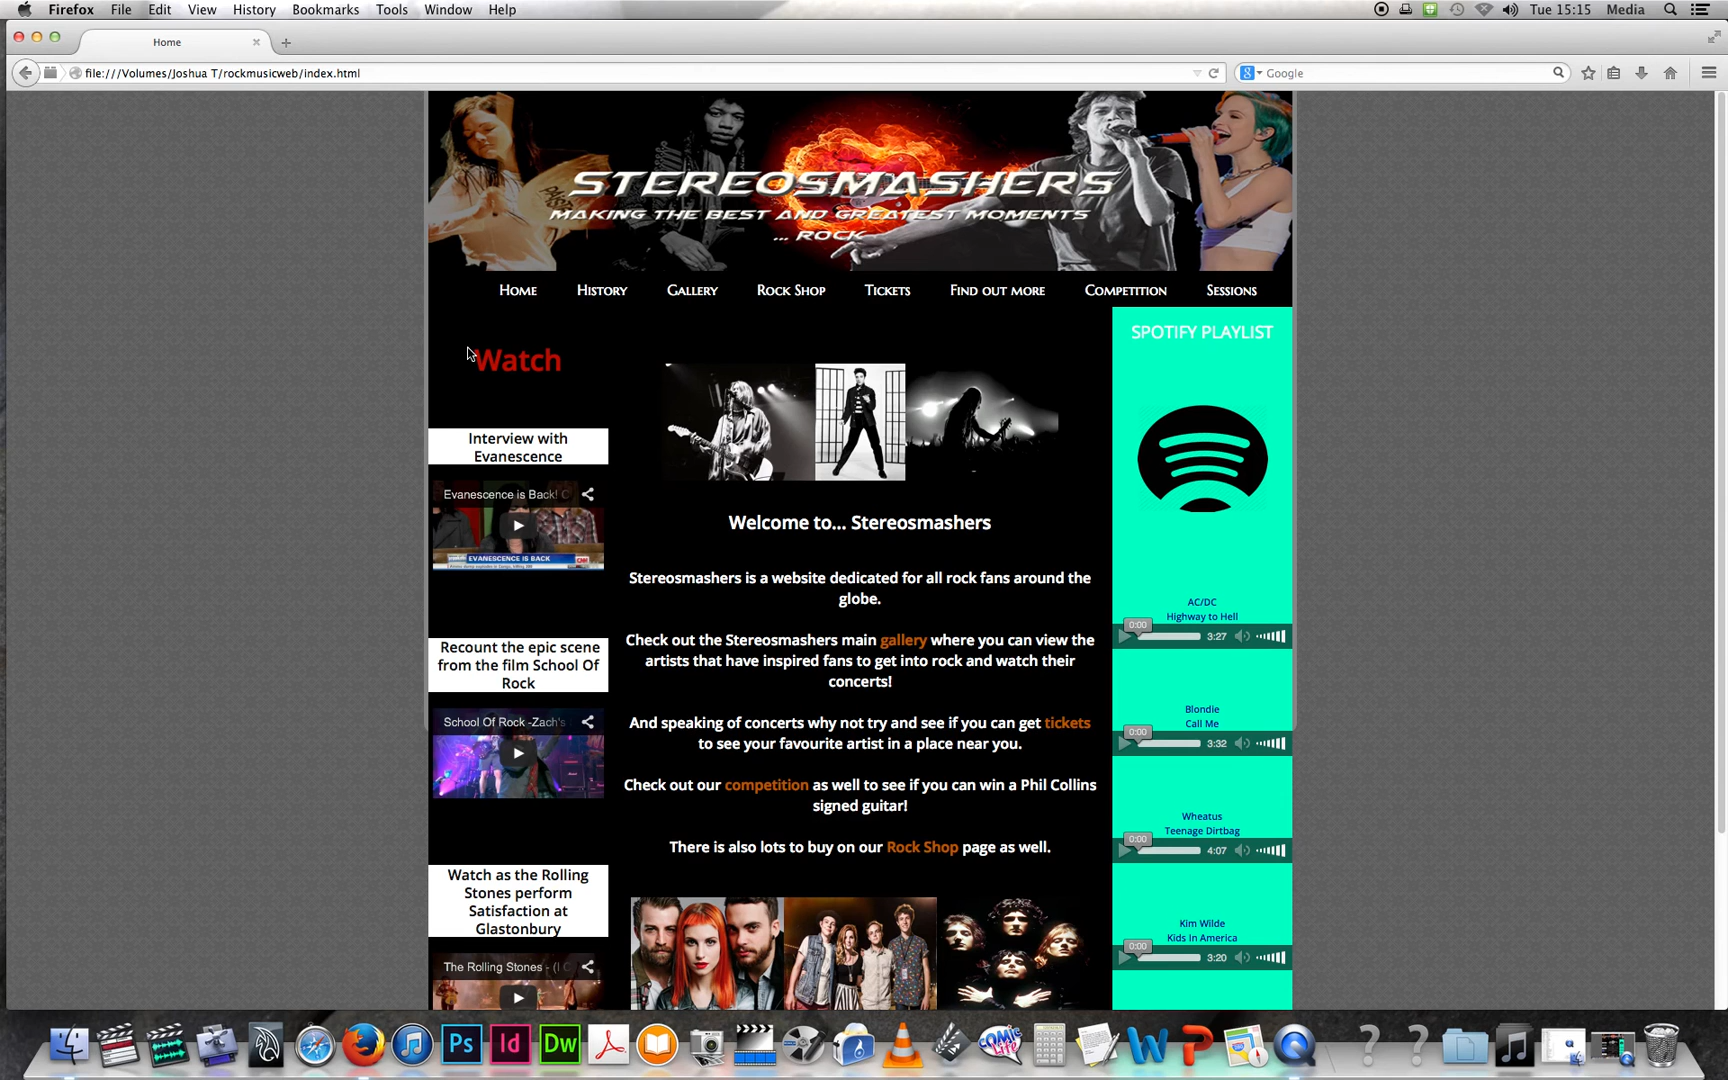 Firefox File Edit View History Bookmarks Tools Window Help Tue 15:15 Media
Home
file:///Volumes/Joshua T/rockmusicweb/index.html
Google
STEREOSMASHERS
MAKING THE BEST AND GREATEST MOMENTS
... ROCK
HOME HISTORY GALLERY ROCK SHOP TICKETS FIND OUT MORE COMPETITION SESSIONS
Watch
Interview with
Evanescence
Evanescence is Back! C
EVANESCENCE IS BACK
CNN
Recount the epic scene
from the film School Of
Rock
School Of Rock -Zach's
Watch as the Rolling
Stones perform
Satisfaction at
Glastonbury
The Rolling Stones - (I C
Welcome to... Stereosmashers
Stereosmashers is a website dedicated for all rock fans around the
globe.
Check out the Stereosmashers main gallery where you can view the
artists that have inspired fans to get into rock and watch their
concerts!
And speaking of concerts why not try and see if you can get tickets
to see your favourite artist in a place near you.
Check out our competition as well to see if you can win a Phil Collins
signed guitar!
There is also lots to buy on our Rock Shop page as well.
SPOTIFY PLAYLIST
AC/DC
Highway to Hell
0:00
3:27
Blondie
Call Me
0:00
3:32
Wheatus
Teenage Dirtbag
0:00
4:07
Kim Wilde
Kids In America
0:00
3:20
Ps Id Dw W P